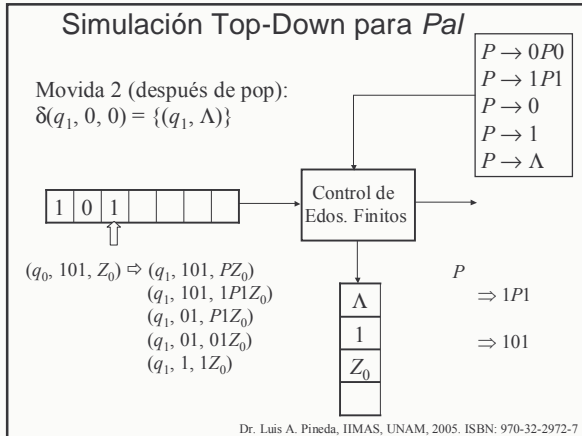 Simulación Top-Down para Pal
P → 0P0
P → 1P1
P → 0
P → 1
P → Λ
Movida 2 (después de pop):
δ(q₁, 0, 0) = {(q₁, Λ)}
1 0 1
Control de
Edos. Finitos
(q₀, 101, Z₀) ⇨ (q₁, 101, PZ₀)
(q₁, 101, 1P1Z₀)
(q₁, 01, P1Z₀)
(q₁, 01, 01Z₀)
(q₁, 1, 1Z₀)
Λ
1
Z₀
P
⇒ 1P1
⇒ 101
Dr. Luis A. Pineda, IIMAS, UNAM, 2005. ISBN: 970-32-2972-7